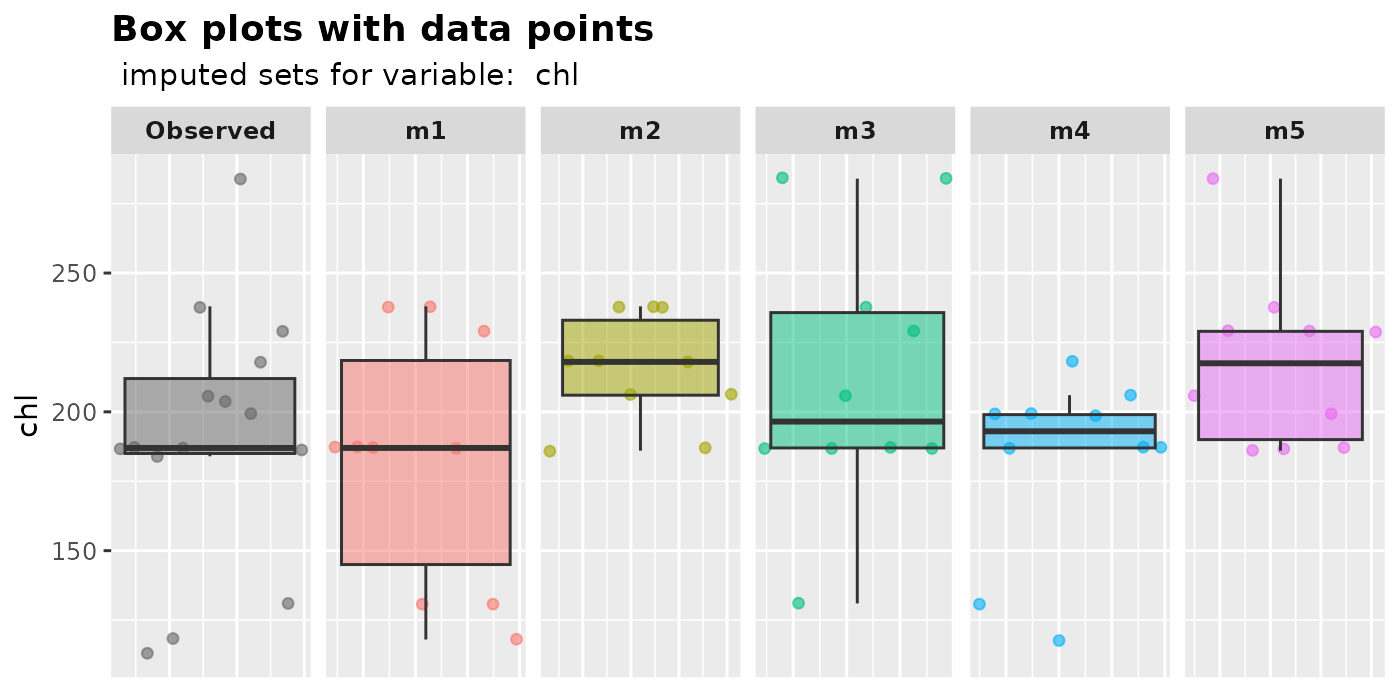 Box plots with data points
imputed sets for variable:  chl
Observed m1 m2 m3 m4 m5
250
200
150
chl